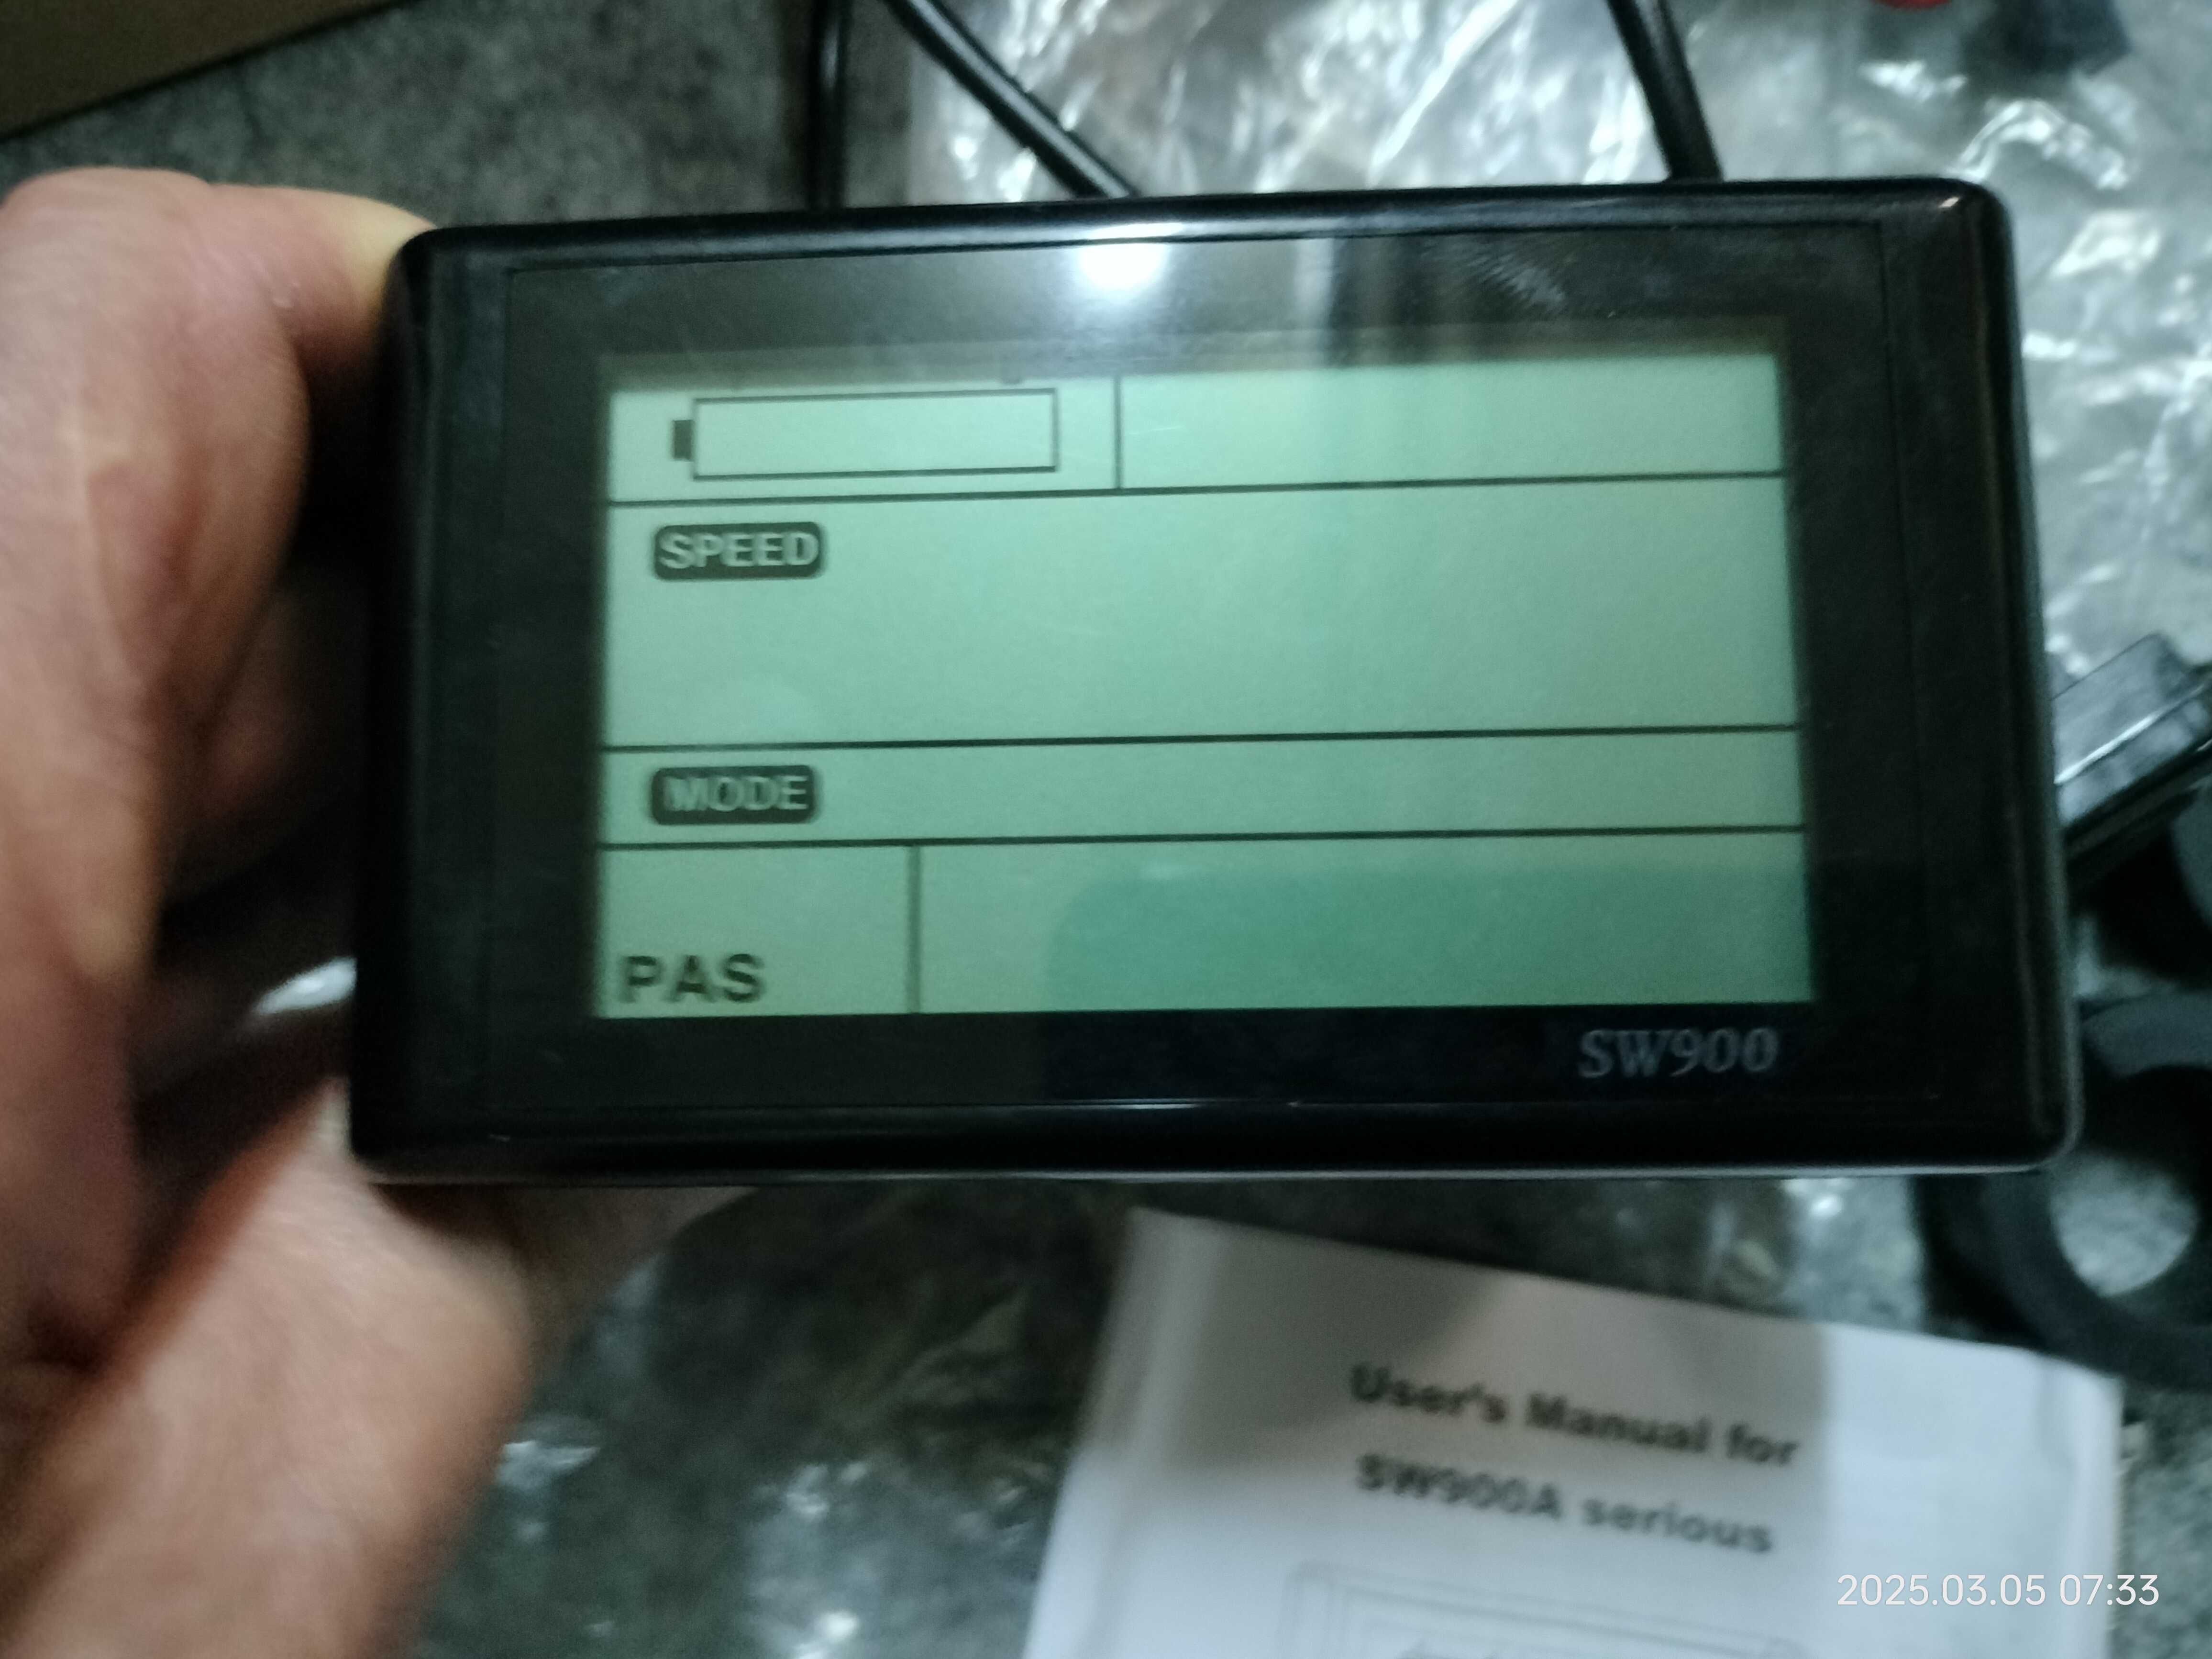 SPEED
MODE
PAS
SW900
User's Manual for
SW900A serious
2025.03.05 07:33